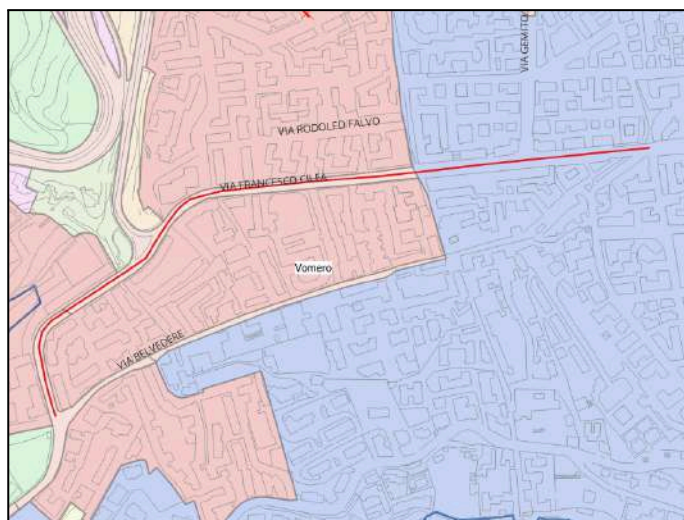 VIA GEMITO
VIA RODOLFO FALVO
VIA FRANCESCO CILEA
Vomero
VIA BELVEDERE